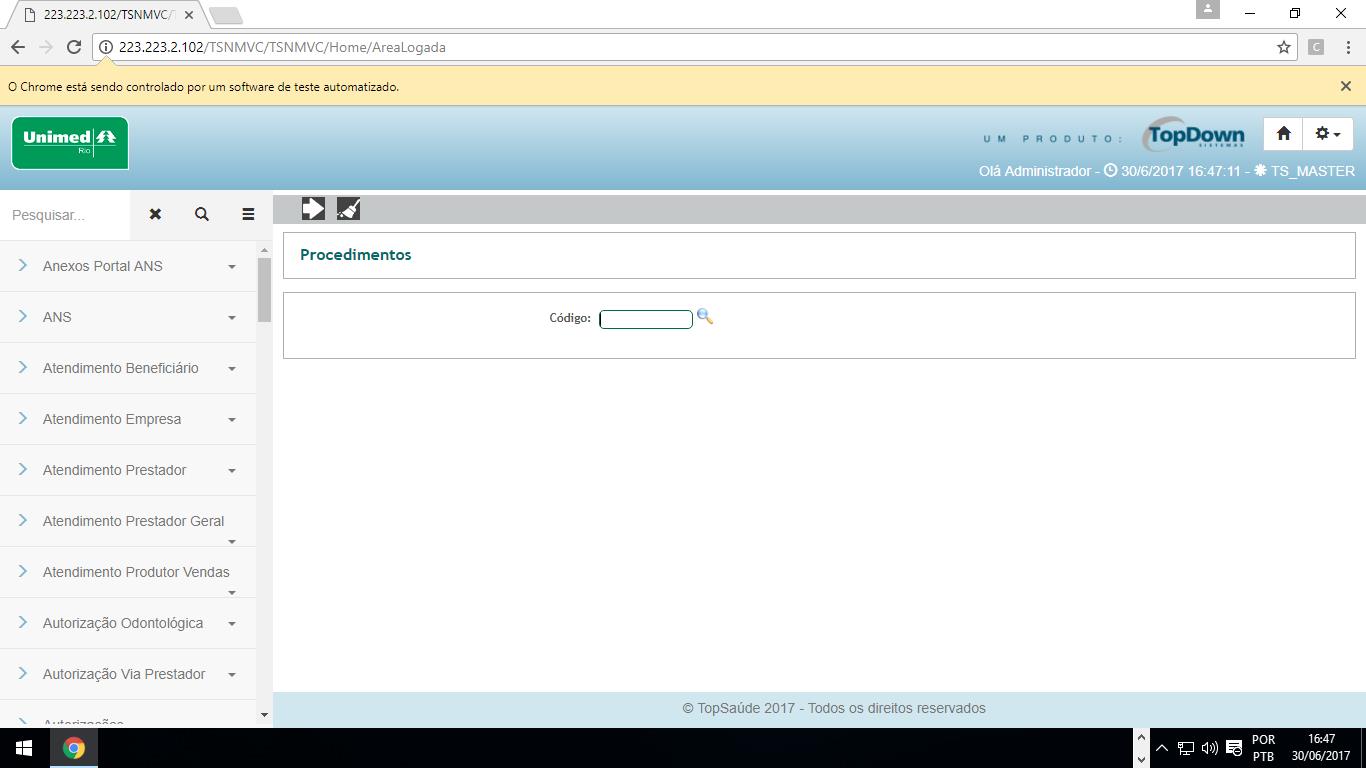 223.223.2.102/TSNMVC/T
223.223.2.102/TSNMVC/TSNMVC/Home/AreaLogada
C
O Chrome está sendo controlado por um software de teste automatizado.
Unimed
Rio
UM PRODUTO:
TopDown
SISTEMAS
Olá Administrador - 30/6/2017 16:47:11 - TS_MASTER
Pesquisar...
Procedimentos
Código:
Anexos Portal ANS
ANS
Atendimento Beneficiário
Atendimento Empresa
Atendimento Prestador
Atendimento Prestador Geral
Atendimento Produtor Vendas
Autorização Odontológica
Autorização Via Prestador
Autorizações
© TopSaúde 2017 - Todos os direitos reservados
POR
PTB
16:47
30/06/2017